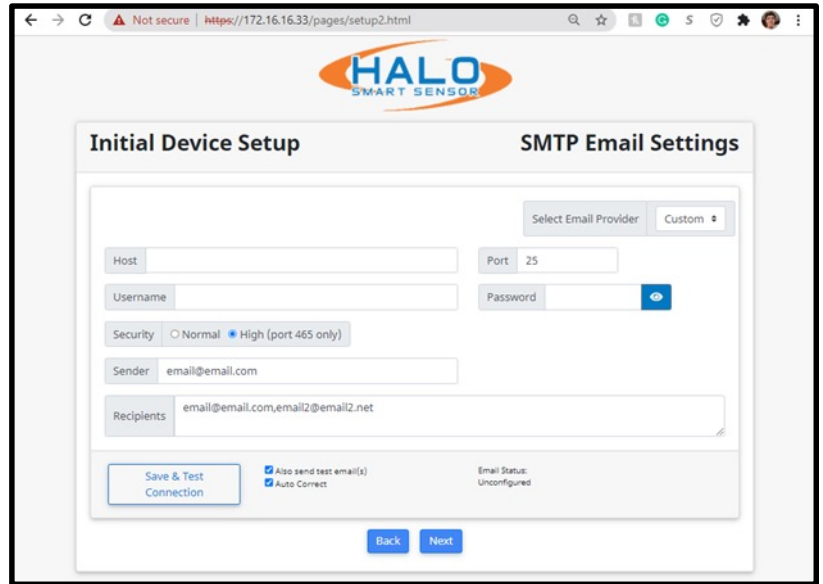 Not secure | https://172.16.16.33/pages/setup2.html
HALO
SMART SENSOR
Initial Device Setup SMTP Email Settings
Select Email Provider Custom
Host Port 25
Username Password
Security Normal High (port 465 only)
Sender email@email.com
Recipients email@email.com,email2@email2.net
Save & Test
Connection
Also send test email(s)
Auto Correct
Email Status:
Unconfigured
Back Next